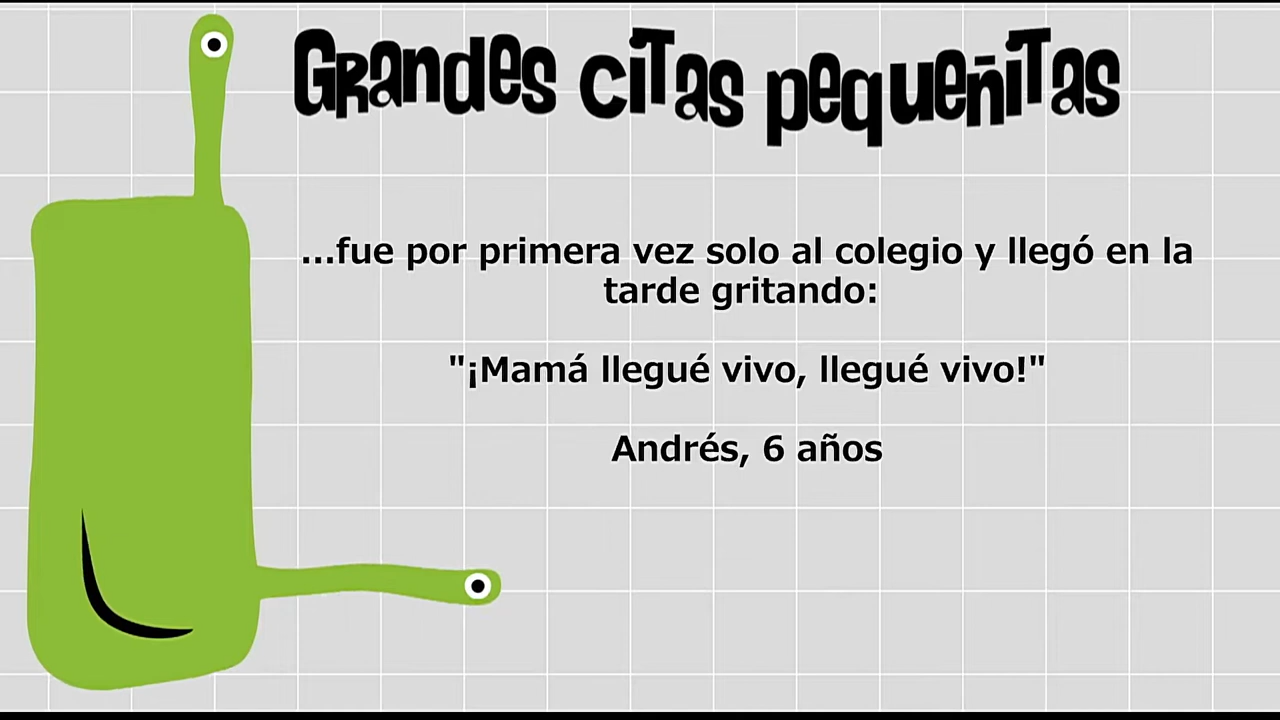 Grandes citas pequeñitas
...fue por primera vez solo al colegio y llegó en la
tarde gritando:
"¡Mamá llegué vivo, llegué vivo!"
Andrés, 6 años